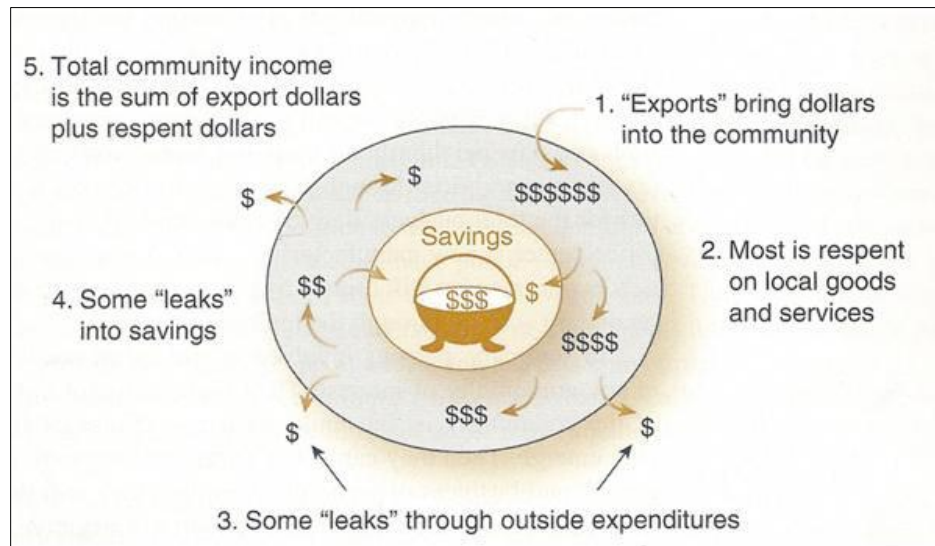 5. Total community income
is the sum of export dollars
plus respent dollars
1. “Exports” bring dollars
into the community
$
$
$$$$$$
Savings
2. Most is respent
on local goods
and services
$$
$$$
$
4. Some “leaks”
into savings
$$$$
$$$
$
$
3. Some “leaks” through outside expenditures